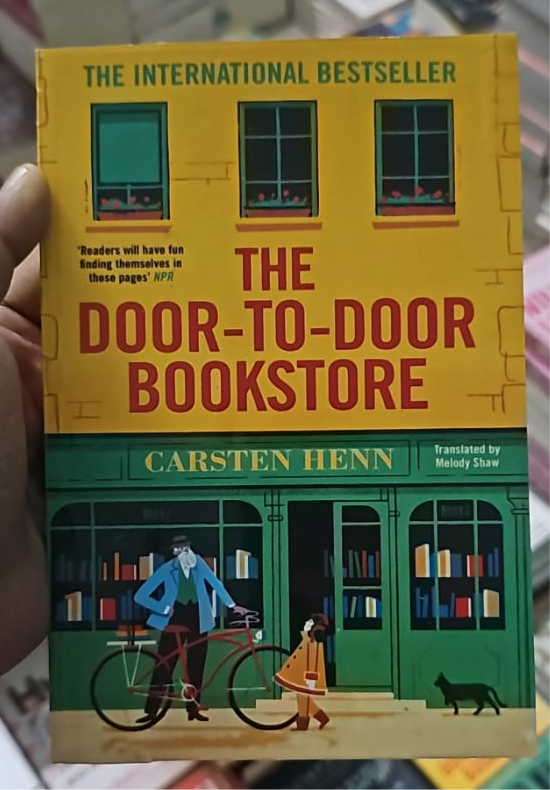 THE INTERNATIONAL BESTSELLER
'Readers will have fun
finding themselves in
these pages' NPR
THE
DOOR-TO-DOOR
BOOKSTORE
CARSTEN HENN
Translated by
Melody Shaw